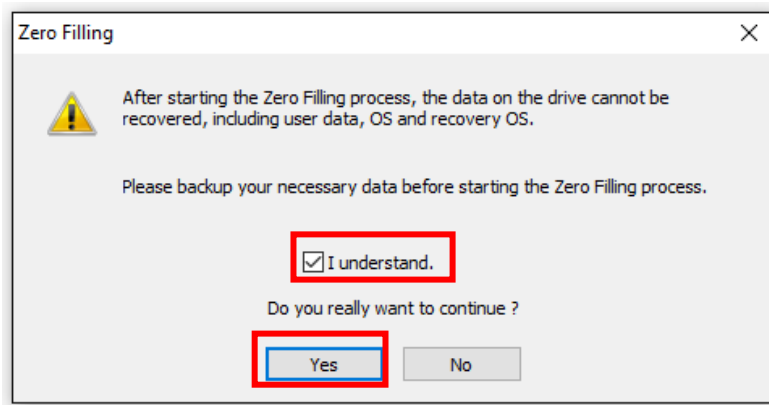 Zero Filling
After starting the Zero Filling process, the data on the drive cannot be
recovered, including user data, OS and recovery OS.
Please backup your necessary data before starting the Zero Filling process.
I understand.
Do you really want to continue ?
Yes
No